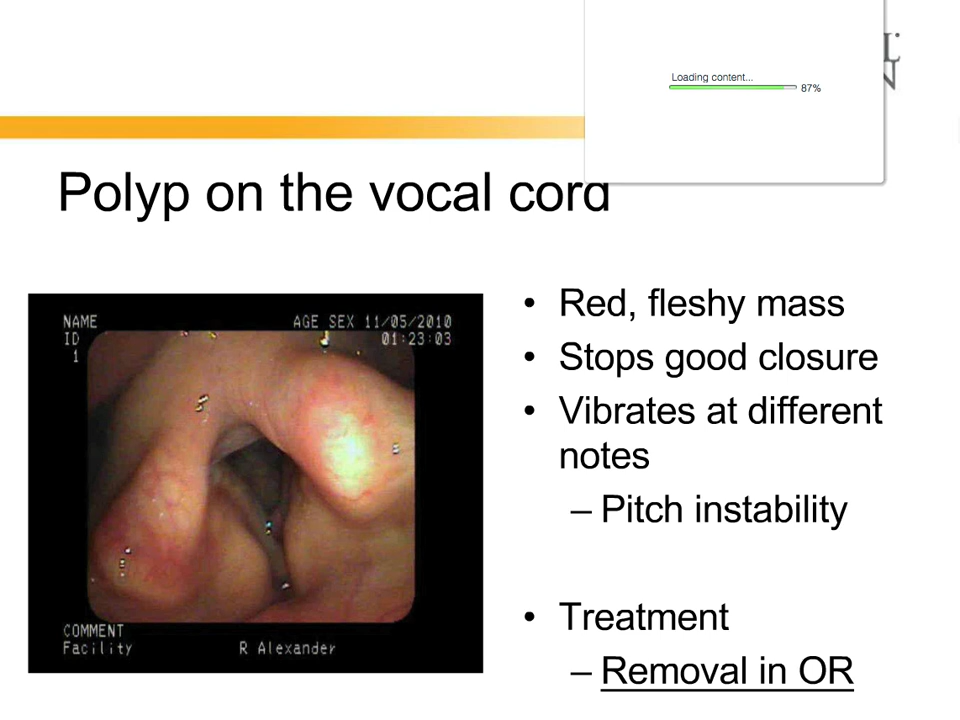 Loading content...
87%
Polyp on the vocal cord
NAME
AGE SEX 11/05/2010
ID
01:23:03
1
COMMENT
Facility
R Alexander
• Red, fleshy mass
• Stops good closure
• Vibrates at different
notes
– Pitch instability
• Treatment
– Removal in OR